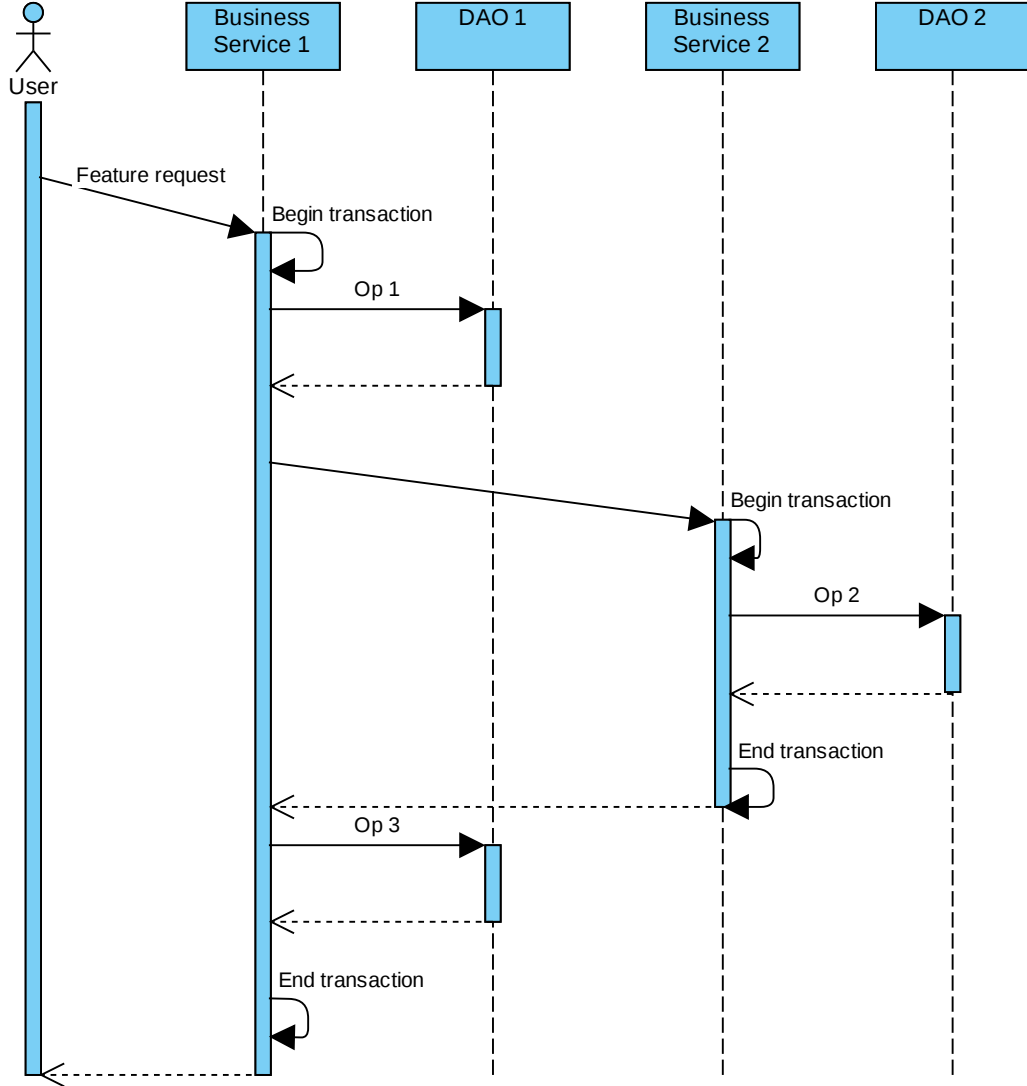 Business
Service 1
DAO 1
Business
Service 2
DAO 2
User
Feature request
Begin transaction
Op 1
Begin transaction
Op 2
End transaction
Op 3
End transaction